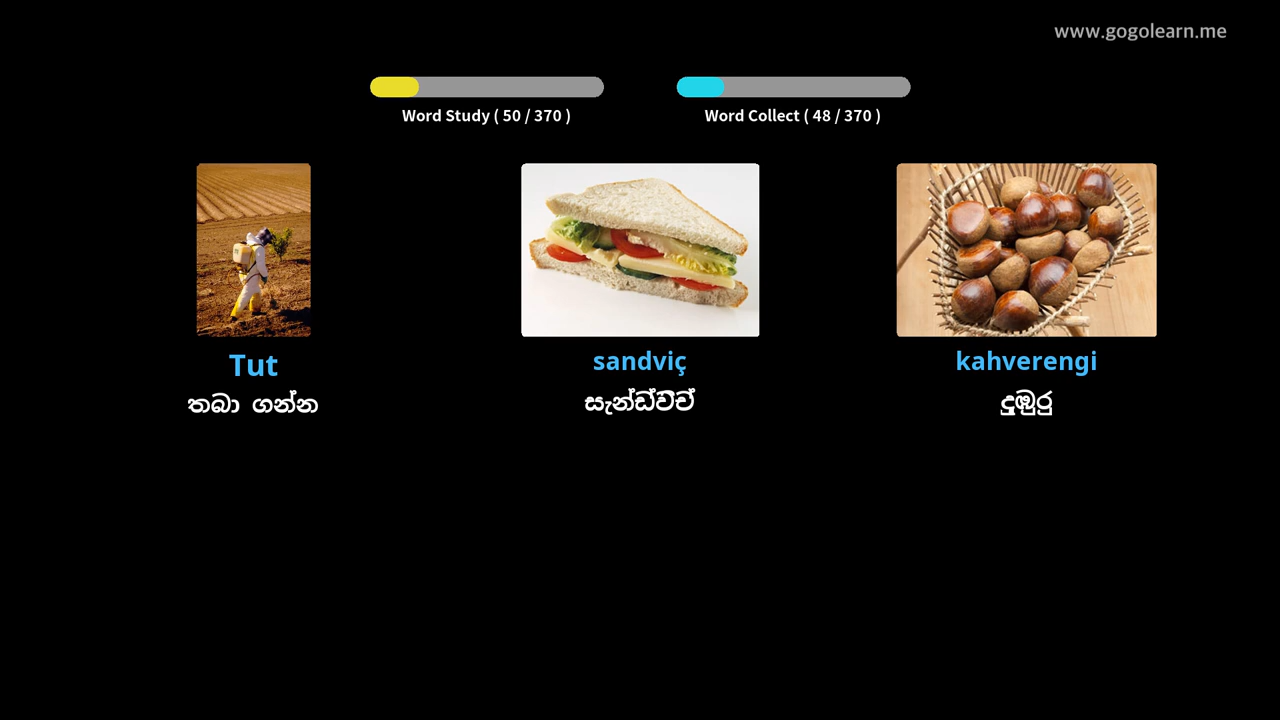 www.gogolearn.me
Word Study ( 50 / 370 )
Word Collect ( 48 / 370 )
Tut
sandviç
kahverengi
තබා ගන්න
සැන්ඩ්විච්
දුඹුරු